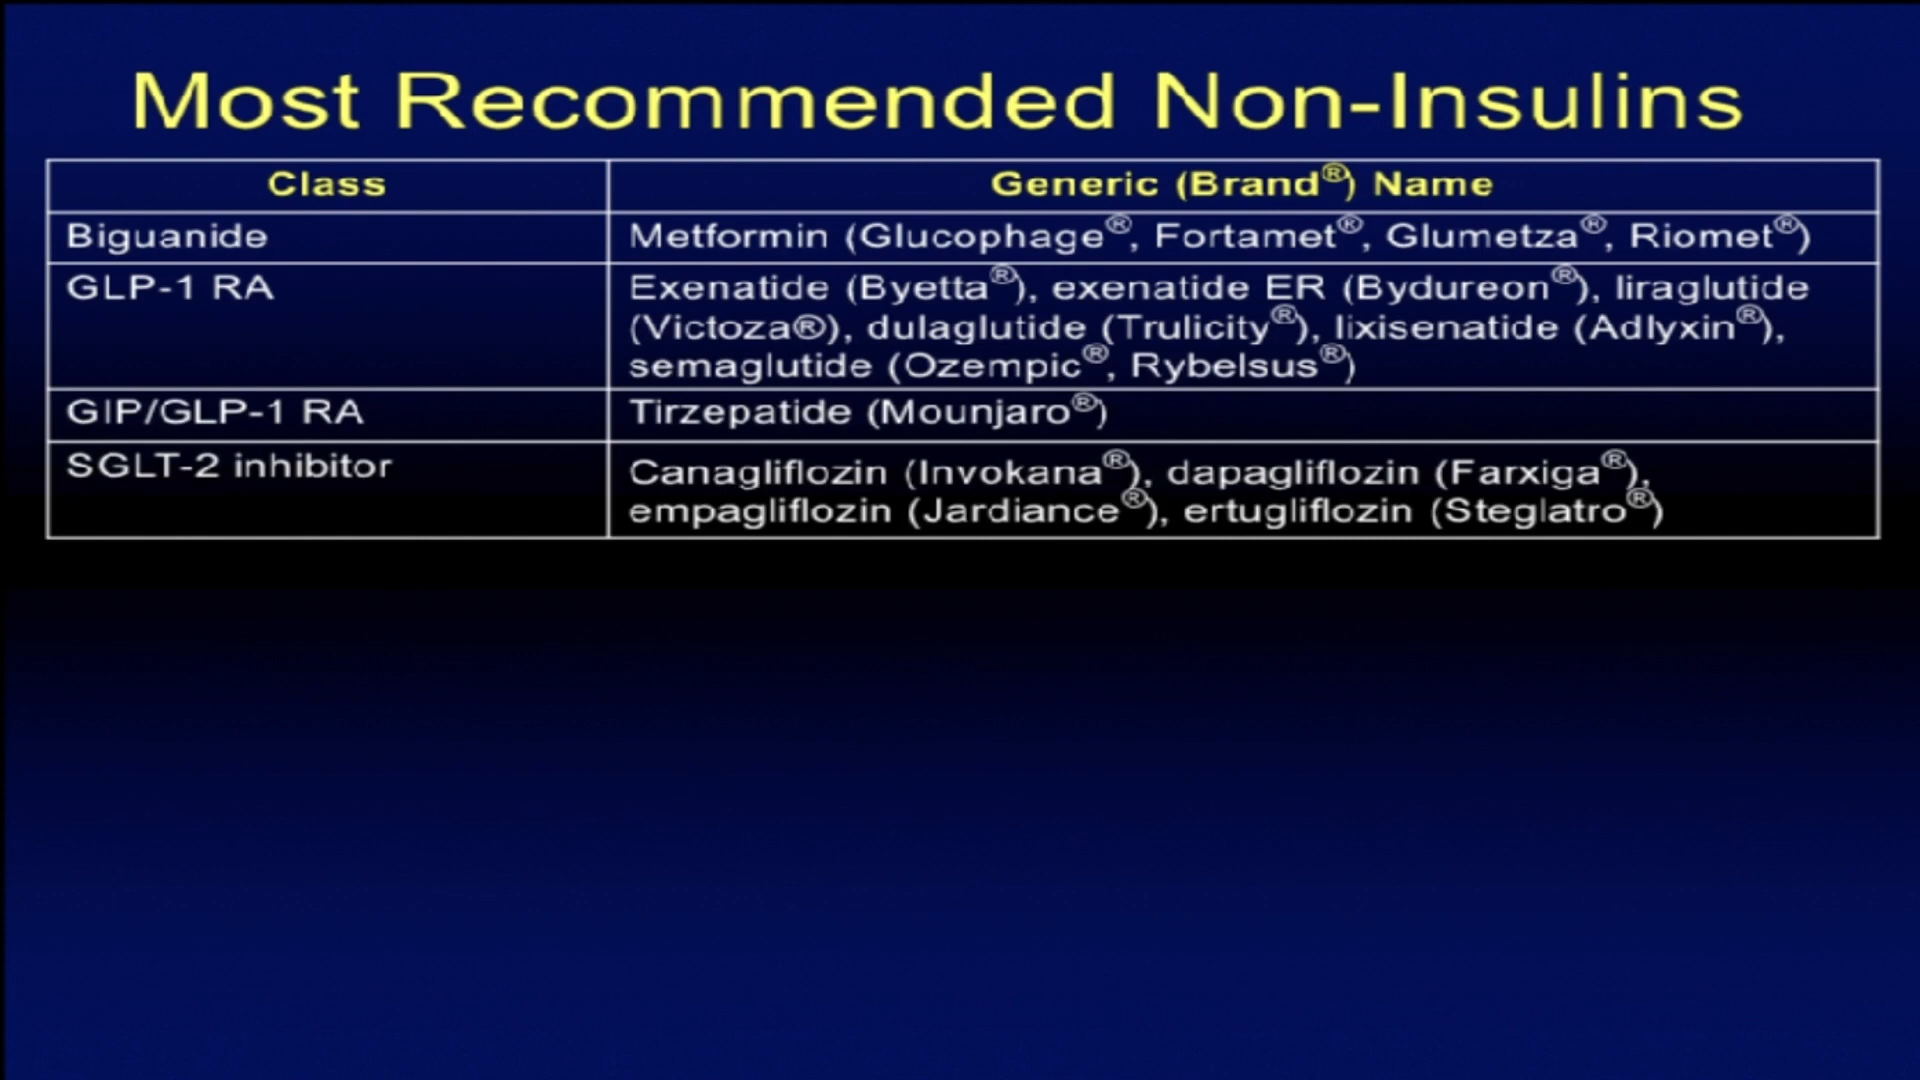 Most Recommended Non-Insulins
Class
Generic (Brand®) Name
Biguanide
Metformin (Glucophage®, Fortamet®, Glumetza®, Riomet®)
GLP-1 RA
Exenatide (Byetta®), exenatide ER (Bydureon®), liraglutide
(Victoza®), dulaglutide (Trulicity®), lixisenatide (Adlyxin®),
semaglutide (Ozempic®, Rybelsus®)
GIP/GLP-1 RA
Tirzepatide (Mounjaro®)
SGLT-2 inhibitor
Canagliflozin (Invokana®), dapagliflozin (Farxiga®),
empagliflozin (Jardiance®), ertugliflozin (Steglatro®)